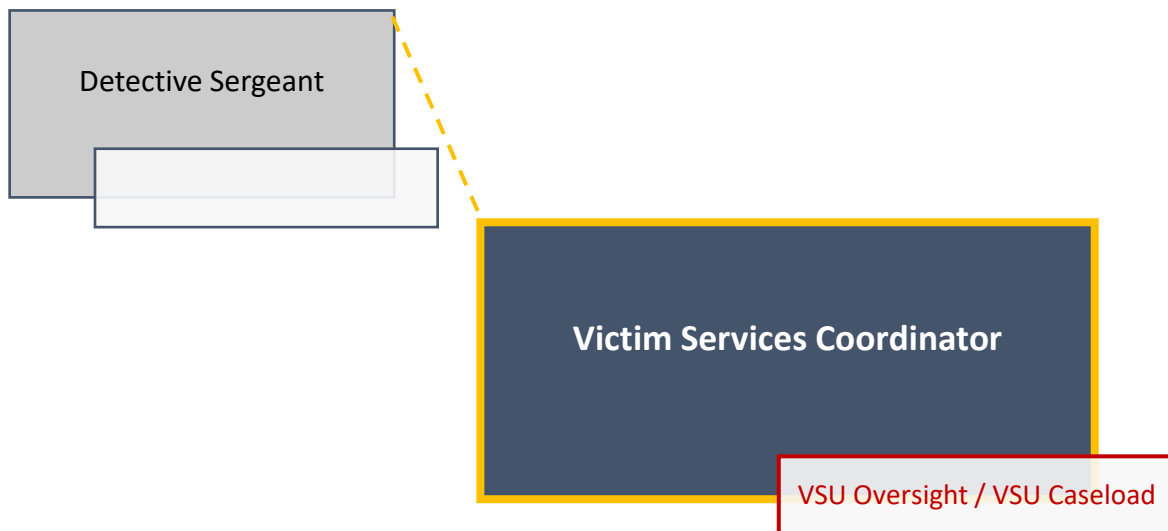 Detective Sergeant
Victim Services Coordinator
VSU Oversight / VSU Caseload